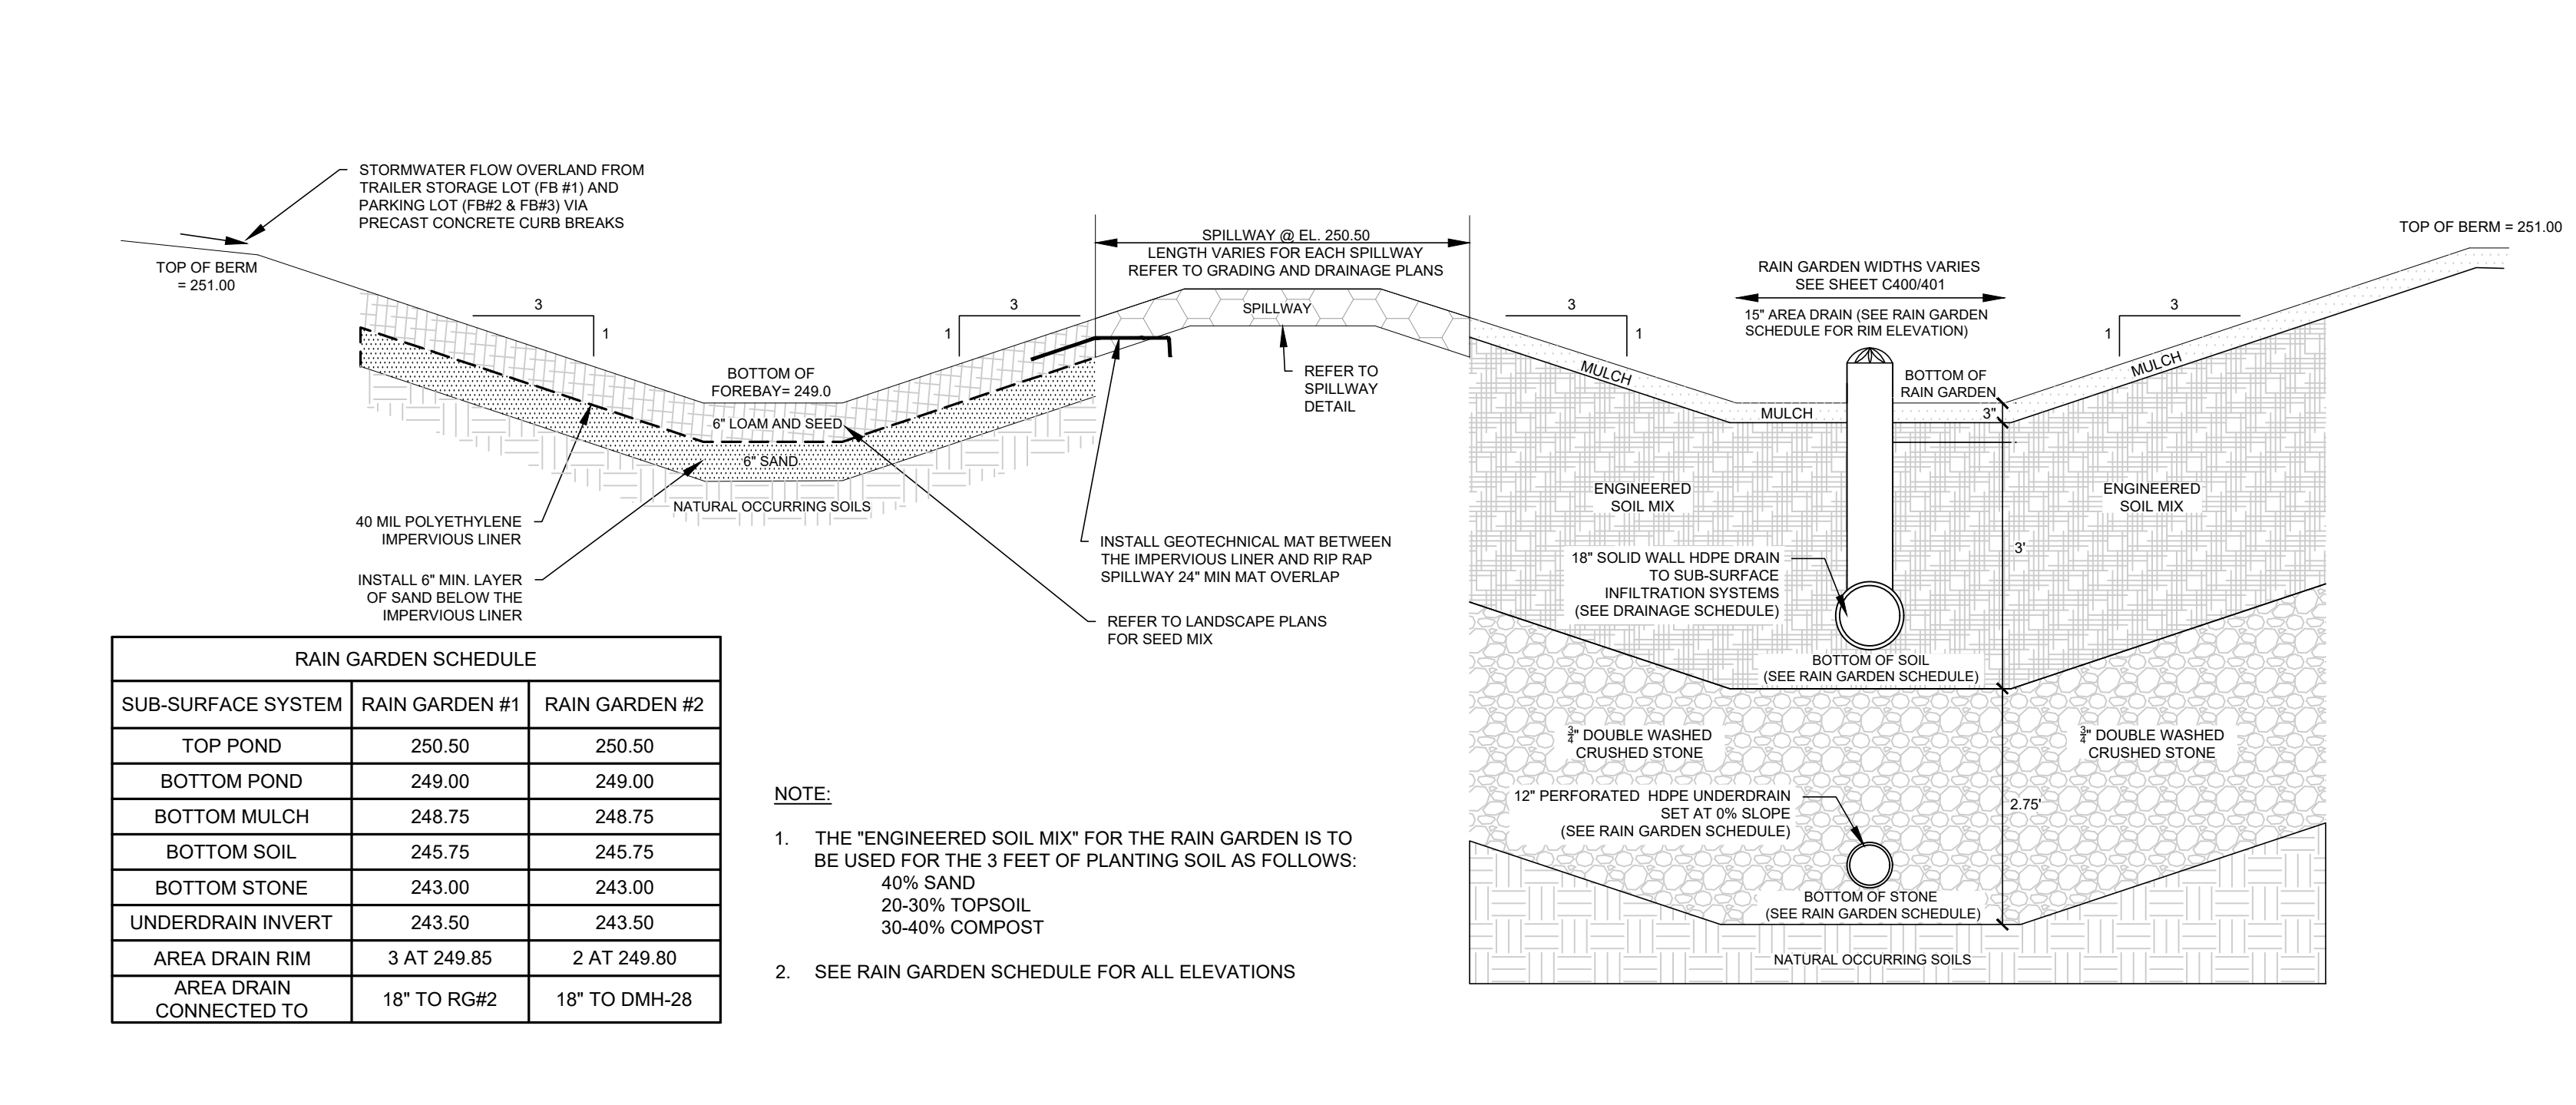 STORMWATER FLOW OVERLAND FROM
TRAILER STORAGE LOT (FB #1) AND
PARKING LOT (FB#2 & FB#3) VIA
PRECAST CONCRETE CURB BREAKS
TOP OF BERM
= 251.00
3
1
BOTTOM OF
FOREBAY= 249.0
6" LOAM AND SEED
6" SAND
NATURAL OCCURRING SOILS
3
1
40 MIL POLYETHYLENE
IMPERVIOUS LINER
INSTALL 6" MIN. LAYER
OF SAND BELOW THE
IMPERVIOUS LINER
SPILLWAY @ EL. 250.50
LENGTH VARIES FOR EACH SPILLWAY
REFER TO GRADING AND DRAINAGE PLANS
SPILLWAY
REFER TO
SPILLWAY
DETAIL
INSTALL GEOTECHNICAL MAT BETWEEN
THE IMPERVIOUS LINER AND RIP RAP
SPILLWAY 24" MIN MAT OVERLAP
REFER TO LANDSCAPE PLANS
FOR SEED MIX
TOP OF BERM = 251.00
RAIN GARDEN WIDTHS VARIES
SEE SHEET C400/401
15" AREA DRAIN (SEE RAIN GARDEN
SCHEDULE FOR RIM ELEVATION)
3
1
3
1
MULCH
MULCH
MULCH
BOTTOM OF
RAIN GARDEN
3"
ENGINEERED
SOIL MIX
ENGINEERED
SOIL MIX
3'
18" SOLID WALL HDPE DRAIN
TO SUB-SURFACE
INFILTRATION SYSTEMS
(SEE DRAINAGE SCHEDULE)
BOTTOM OF SOIL
(SEE RAIN GARDEN SCHEDULE)
3/4" DOUBLE WASHED
CRUSHED STONE
3/4" DOUBLE WASHED
CRUSHED STONE
2.75'
12" PERFORATED HDPE UNDERDRAIN
SET AT 0% SLOPE
(SEE RAIN GARDEN SCHEDULE)
BOTTOM OF STONE
(SEE RAIN GARDEN SCHEDULE)
NATURAL OCCURRING SOILS
RAIN GARDEN SCHEDULE
SUB-SURFACE SYSTEM RAIN GARDEN #1 RAIN GARDEN #2
TOP POND 250.50 250.50
BOTTOM POND 249.00 249.00
BOTTOM MULCH 248.75 248.75
BOTTOM SOIL 245.75 245.75
BOTTOM STONE 243.00 243.00
UNDERDRAIN INVERT 243.50 243.50
AREA DRAIN RIM 3 AT 249.85 2 AT 249.80
AREA DRAIN
CONNECTED TO 18" TO RG#2 18" TO DMH-28
NOTE:
1. THE "ENGINEERED SOIL MIX" FOR THE RAIN GARDEN IS TO
BE USED FOR THE 3 FEET OF PLANTING SOIL AS FOLLOWS:
40% SAND
20-30% TOPSOIL
30-40% COMPOST
2. SEE RAIN GARDEN SCHEDULE FOR ALL ELEVATIONS